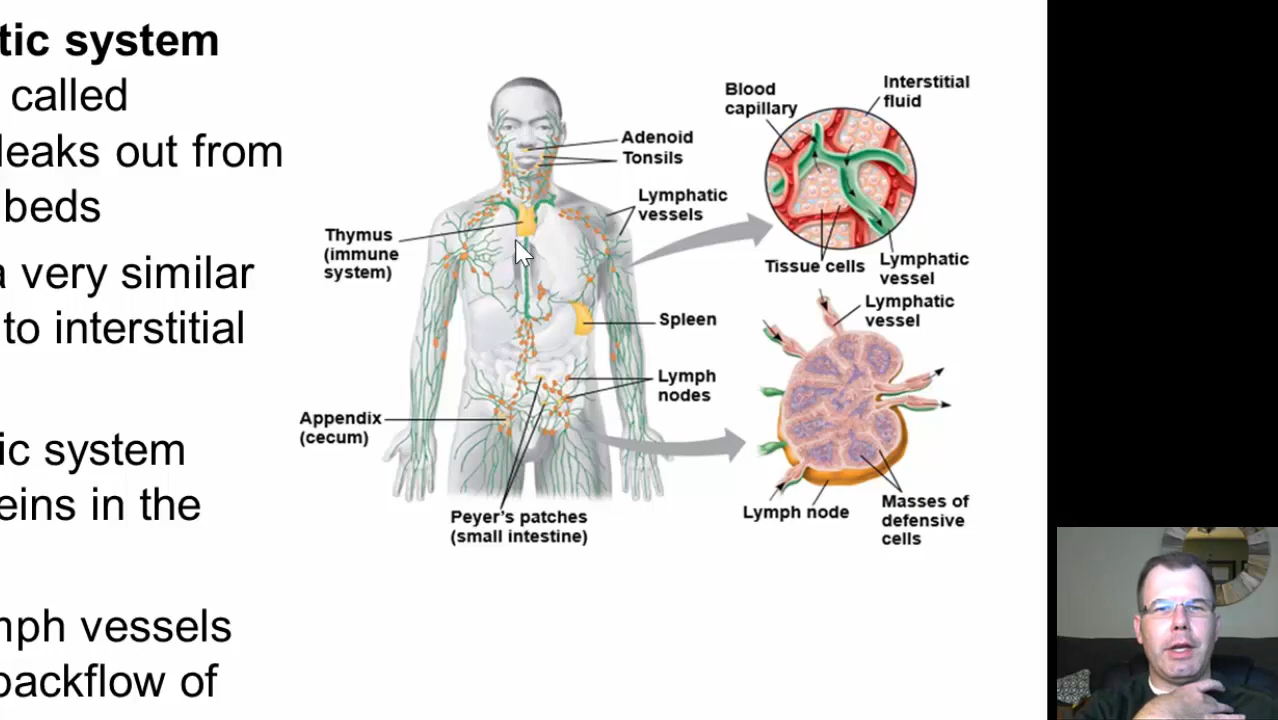 tic system
called
leaks out from
beds
a very similar
to interstitial
ic system
eins in the
mph vessels
backflow of
Adenoid
Tonsils
Lymphatic
vessels
Thymus
(immune
system)
Spleen
Lymph
nodes
Appendix
(cecum)
Peyer's patches
(small intestine)
Blood
capillary
Interstitial
fluid
Tissue cells
Lymphatic
vessel
Lymphatic
vessel
Lymph node
Masses of
defensive
cells